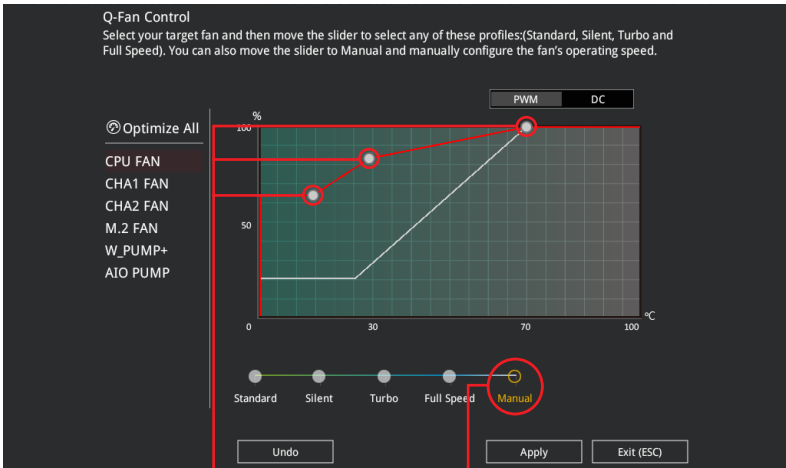 Q-Fan Control
Select your target fan and then move the slider to select any of these profiles:(Standard, Silent, Turbo and
Full Speed). You can also move the slider to Manual and manually configure the fan's operating speed.
PWM DC
%
Optimize All
100
CPU FAN
CHA1 FAN
CHA2 FAN
50
M.2 FAN
W_PUMP+
AIO PUMP
ºC
0 30 70 100
Standard Silent Turbo Full Speed Manual
Undo Apply Exit (ESC)